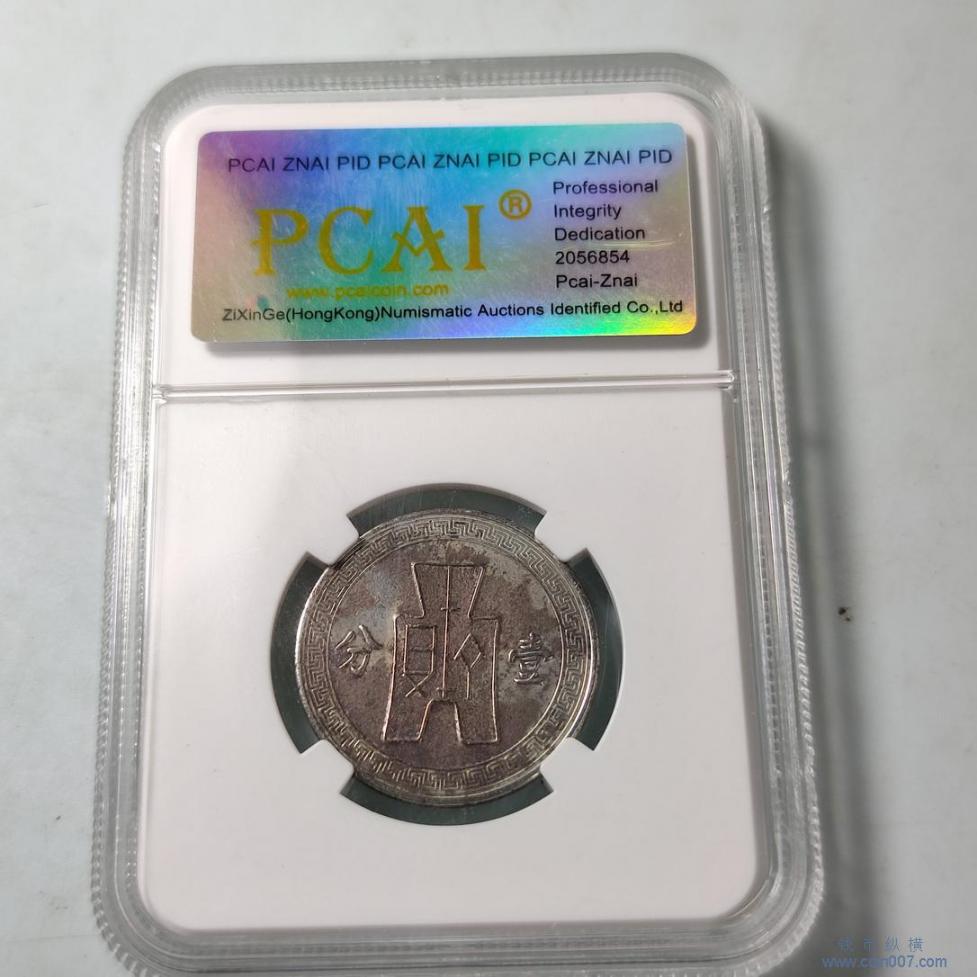 PCAI ZNAI PID PCAI ZNAI PID PCAI ZNAI PID
PCAI®
Professional
Integrity
Dedication
2056854
Pcai-Znai
www.pcaicoin.com
ZiXinGe(HongKong)Numismatic Auctions Identified Co.,Ltd
分 壹
钱币纵横
www.coin007.com